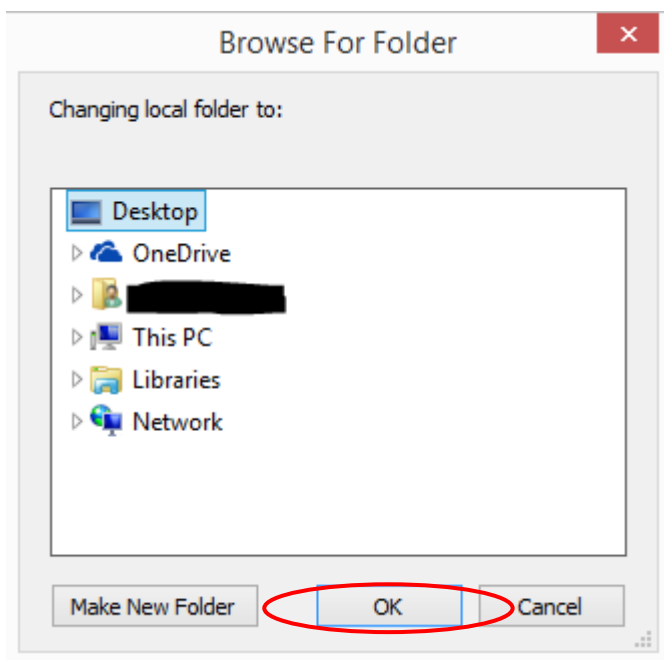 Browse For Folder
Changing local folder to:
Desktop
OneDrive
This PC
Libraries
Network
Make New Folder OK Cancel